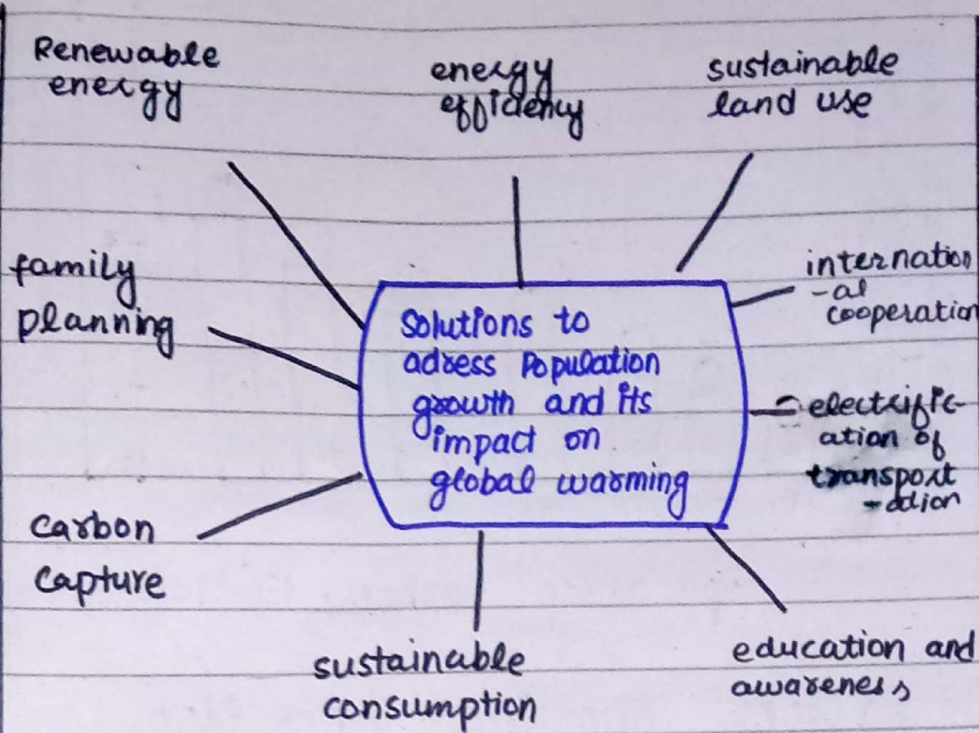 Renewable
energy
energy
efficiency
sustainable
land use
family
planning
internation
-al
cooperation
Solutions to
adress Population
growth and its
impact on
global warming
electrific-
ation of
transport
-ation
carbon
capture
sustainable
consumption
education and
awareness